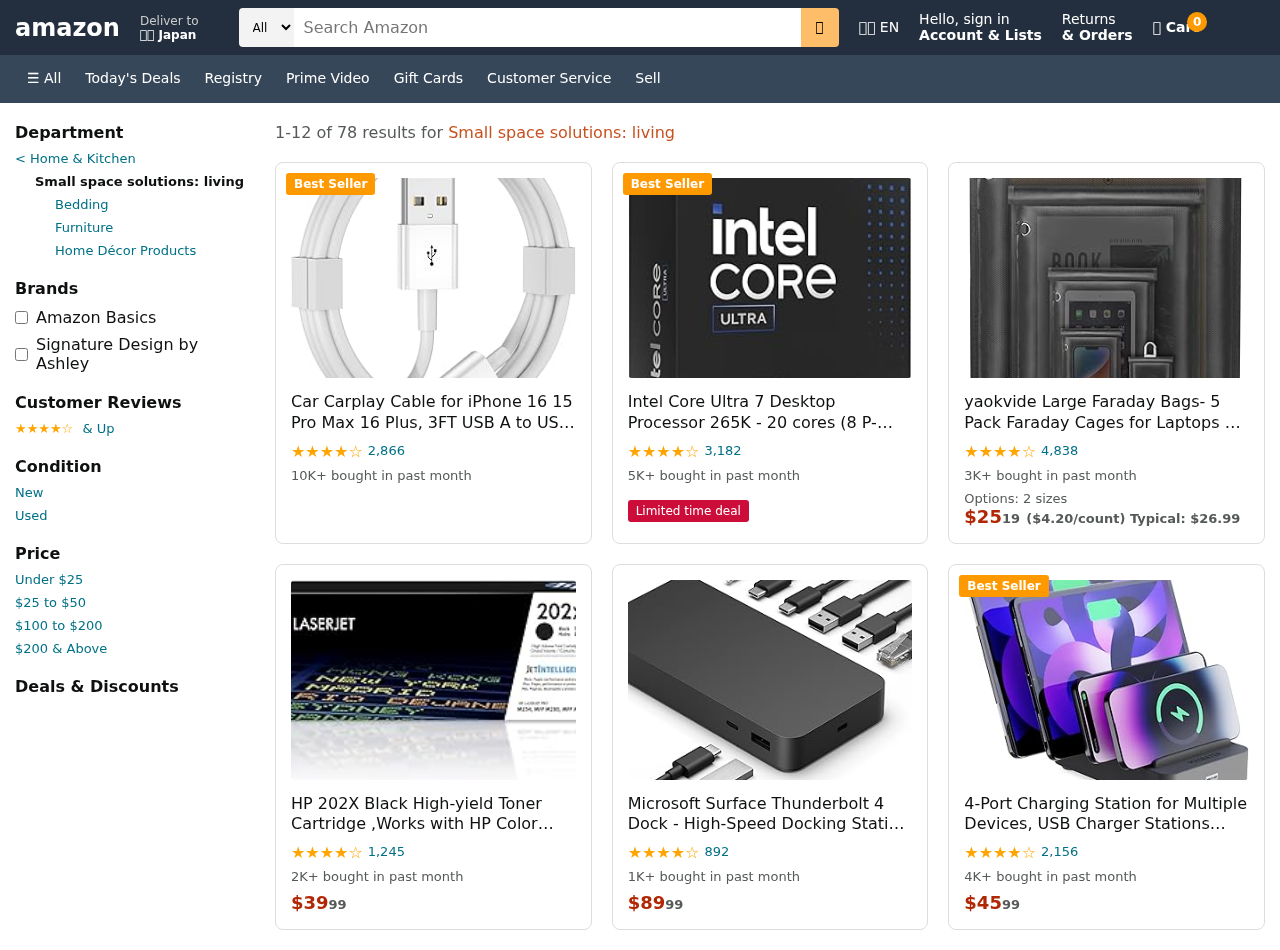 amazon
Deliver to
Japan
All
Search Amazon
EN
Hello, sign in
Account & Lists
Returns
& Orders
0
☰ All
Today's Deals
Registry
Prime Video
Gift Cards
Customer Service
Sell
Department
< Home & Kitchen
Small space solutions: living
Bedding
Furniture
Home Décor Products
Brands
Amazon Basics
Signature Design by
Ashley
Customer Reviews
★★★★☆ & Up
Condition
New
Used
Price
Under $25
$25 to $50
$100 to $200
$200 & Above
Deals & Discounts
1-12 of 78 results for Small space solutions: living
Best Seller
Car Carplay Cable for iPhone 16 15
Pro Max 16 Plus, 3FT USB A to US...
★★★★☆ 2,866
10K+ bought in past month
Best Seller
intel
CORE
ULTRA
Intel Core Ultra 7 Desktop
Processor 265K - 20 cores (8 P-...
★★★★☆ 3,182
5K+ bought in past month
Limited time deal
BOOK
yaokvide Large Faraday Bags- 5
Pack Faraday Cages for Laptops ...
★★★★☆ 4,838
3K+ bought in past month
Options: 2 sizes
$25 19 ($4.20/count) Typical: $26.99
LASERJET
202X
Black
JETINTELLIGE
HONG KONG
NEW YORK
MADRID
RIO DEJANE
SYDNEY
HP 202X Black High-yield Toner
Cartridge ,Works with HP Color...
★★★★☆ 1,245
2K+ bought in past month
$39 99
Microsoft Surface Thunderbolt 4
Dock - High-Speed Docking Stati...
★★★★☆ 892
1K+ bought in past month
$89 99
Best Seller
4-Port Charging Station for Multiple
Devices, USB Charger Stations...
★★★★☆ 2,156
4K+ bought in past month
$45 99